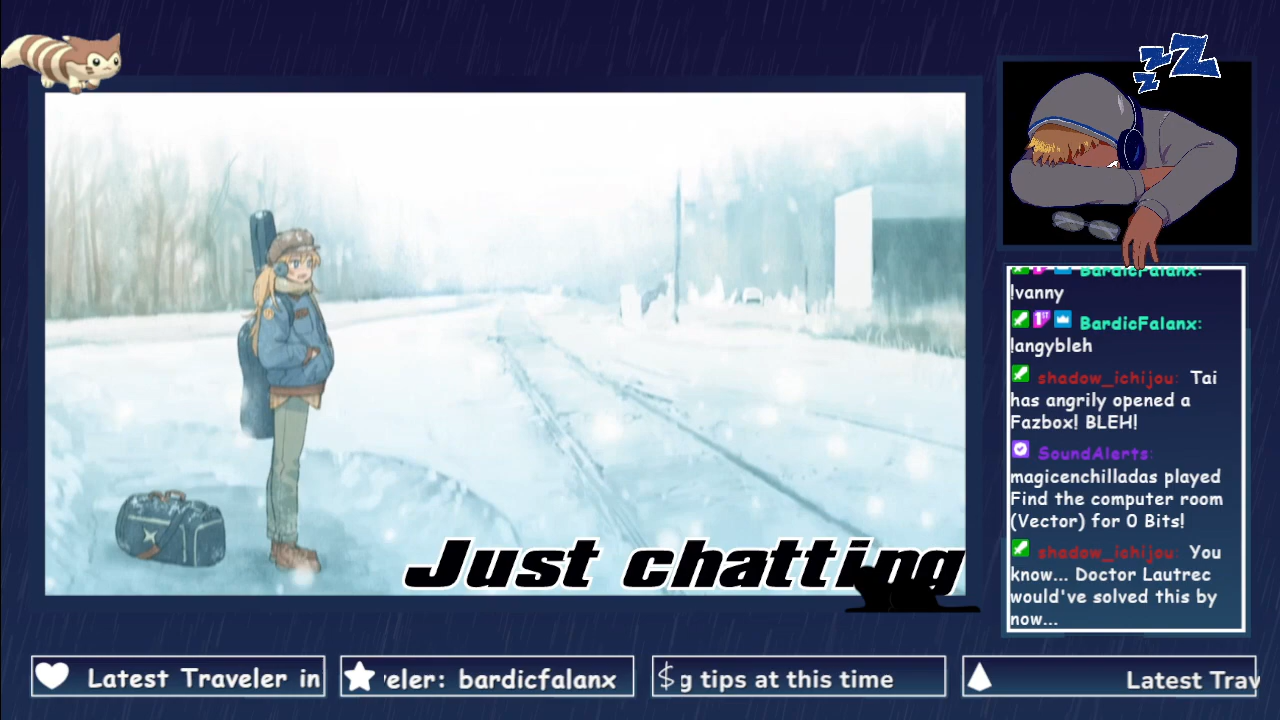 zzZ
BardicFalanx:
!vanny
BardicFalanx:
!angybleh
shadow_ichijou: Tai
has angrily opened a
Fazbox! BLEH!
SoundAlerts:
magicenchilladas played
Find the computer room
(Vector) for 0 Bits!
shadow_ichijou: You
know... Doctor Lautrec
would've solved this by
now...
Just chatting
Latest Traveler in
eler: bardicfalanx
$ g tips at this time
Latest Trav